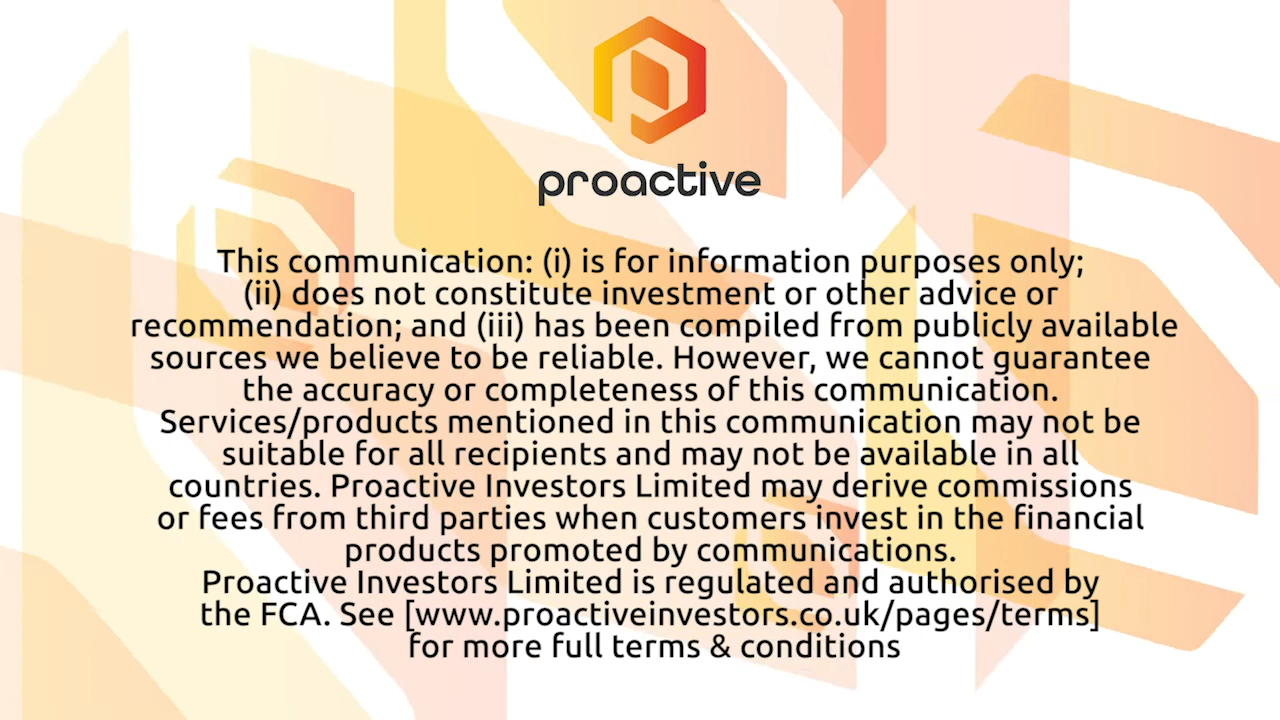 proactive
This communication: (i) is for information purposes only;
(ii) does not constitute investment or other advice or
recommendation; and (iii) has been compiled from publicly available
sources we believe to be reliable. However, we cannot guarantee
the accuracy or completeness of this communication.
Services/products mentioned in this communication may not be
suitable for all recipients and may not be available in all
countries. Proactive Investors Limited may derive commissions
or fees from third parties when customers invest in the financial
products promoted by communications.
Proactive Investors Limited is regulated and authorised by
the FCA. See [www.proactiveinvestors.co.uk/pages/terms]
for more full terms & conditions